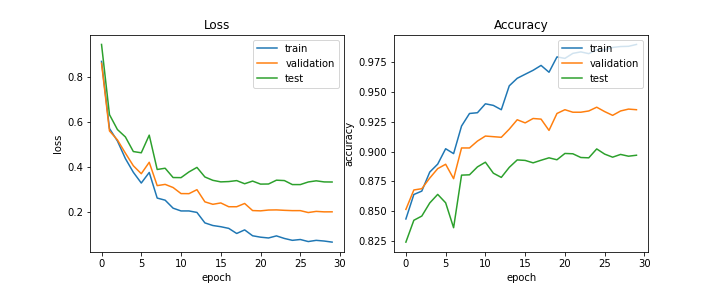 Loss
train
validation
test
0.8
0.6
0.4
0.2
loss
0
5
10
15
20
25
30
epoch
Accuracy
train
validation
test
0.975
0.950
0.925
0.900
0.875
0.850
0.825
accuracy
0
5
10
15
20
25
30
epoch